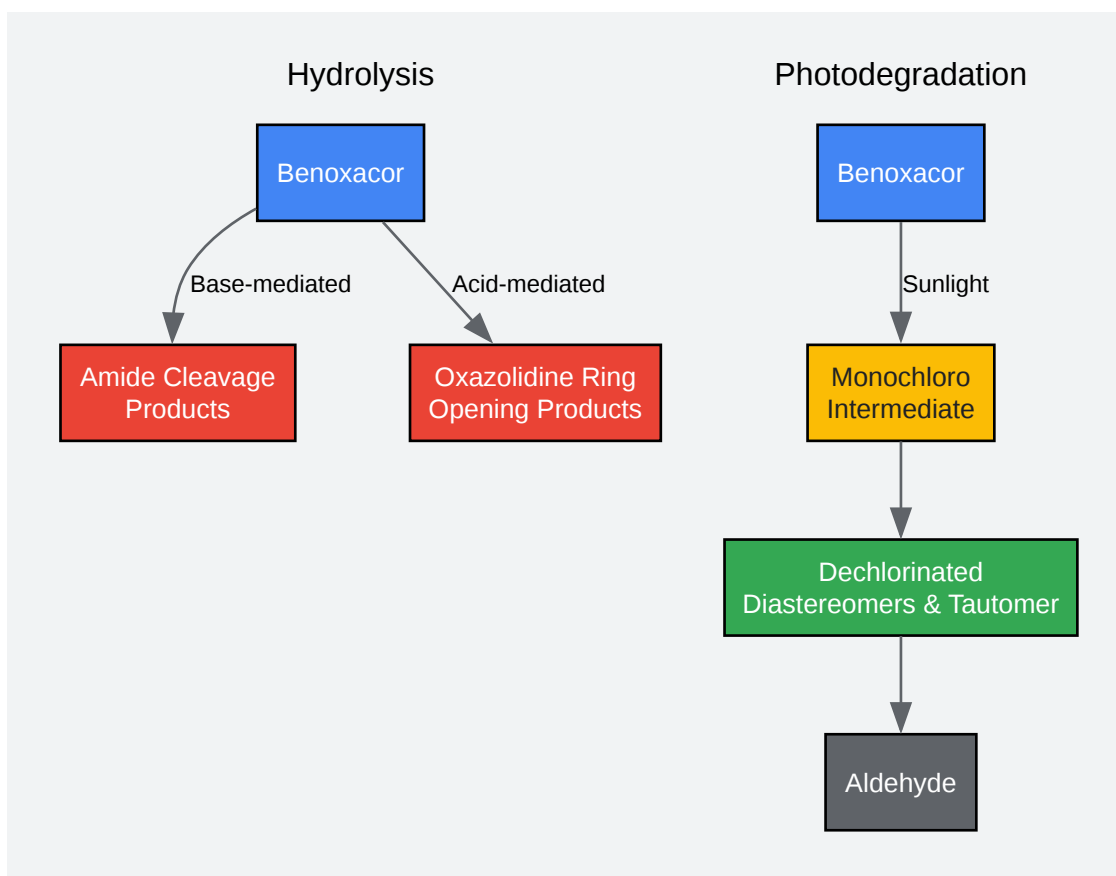 Hydrolysis
Benoxacor
Base-mediated
Acid-mediated
Amide Cleavage
Products
Oxazolidine Ring
Opening Products
Photodegradation
Benoxacor
Sunlight
Monochloro
Intermediate
Dechlorinated
Diastereomers & Tautomer
Aldehyde